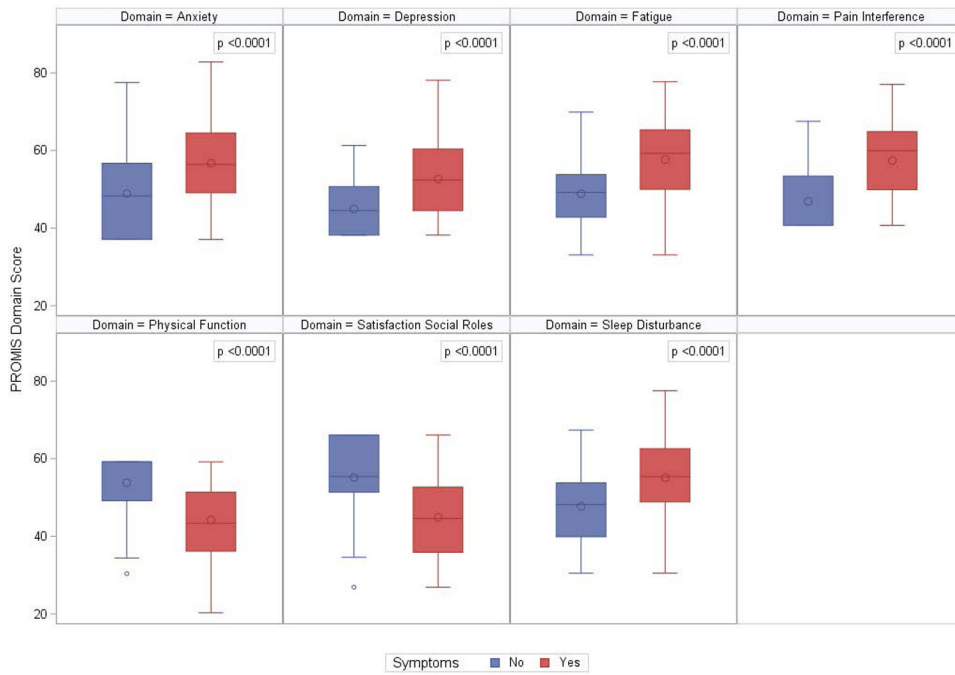 Domain = Anxiety
Domain = Depression
Domain = Fatigue
Domain = Pain Interference
p <0.0001
p <0.0001
p <0.0001
p <0.0001
80
60
40
20
PROMIS Domain Score
Domain = Physical Function
Domain = Satisfaction Social Roles
Domain = Sleep Disturbance
p <0.0001
p <0.0001
p <0.0001
80
60
40
20
Symptoms No Yes